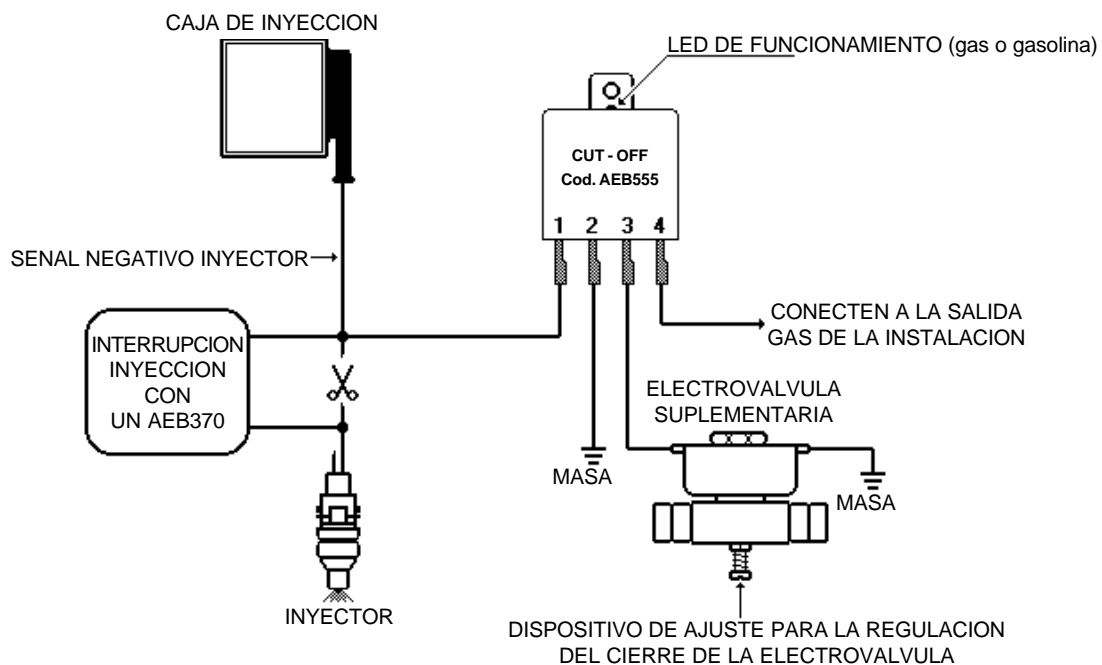 CAJA DE INYECCION
LED DE FUNCIONAMIENTO (gas o gasolina)
CUT - OFF
Cod. AEB555
1 2 3 4
SENAL NEGATIVO INYECTOR
CONECTEN A LA SALIDA
GAS DE LA INSTALACION
INTERRUPCION
INYECCION
CON
UN AEB370
ELECTROVALVULA
SUPLEMENTARIA
MASA
MASA
INYECTOR
DISPOSITIVO DE AJUSTE PARA LA REGULACION
DEL CIERRE DE LA ELECTROVALVULA